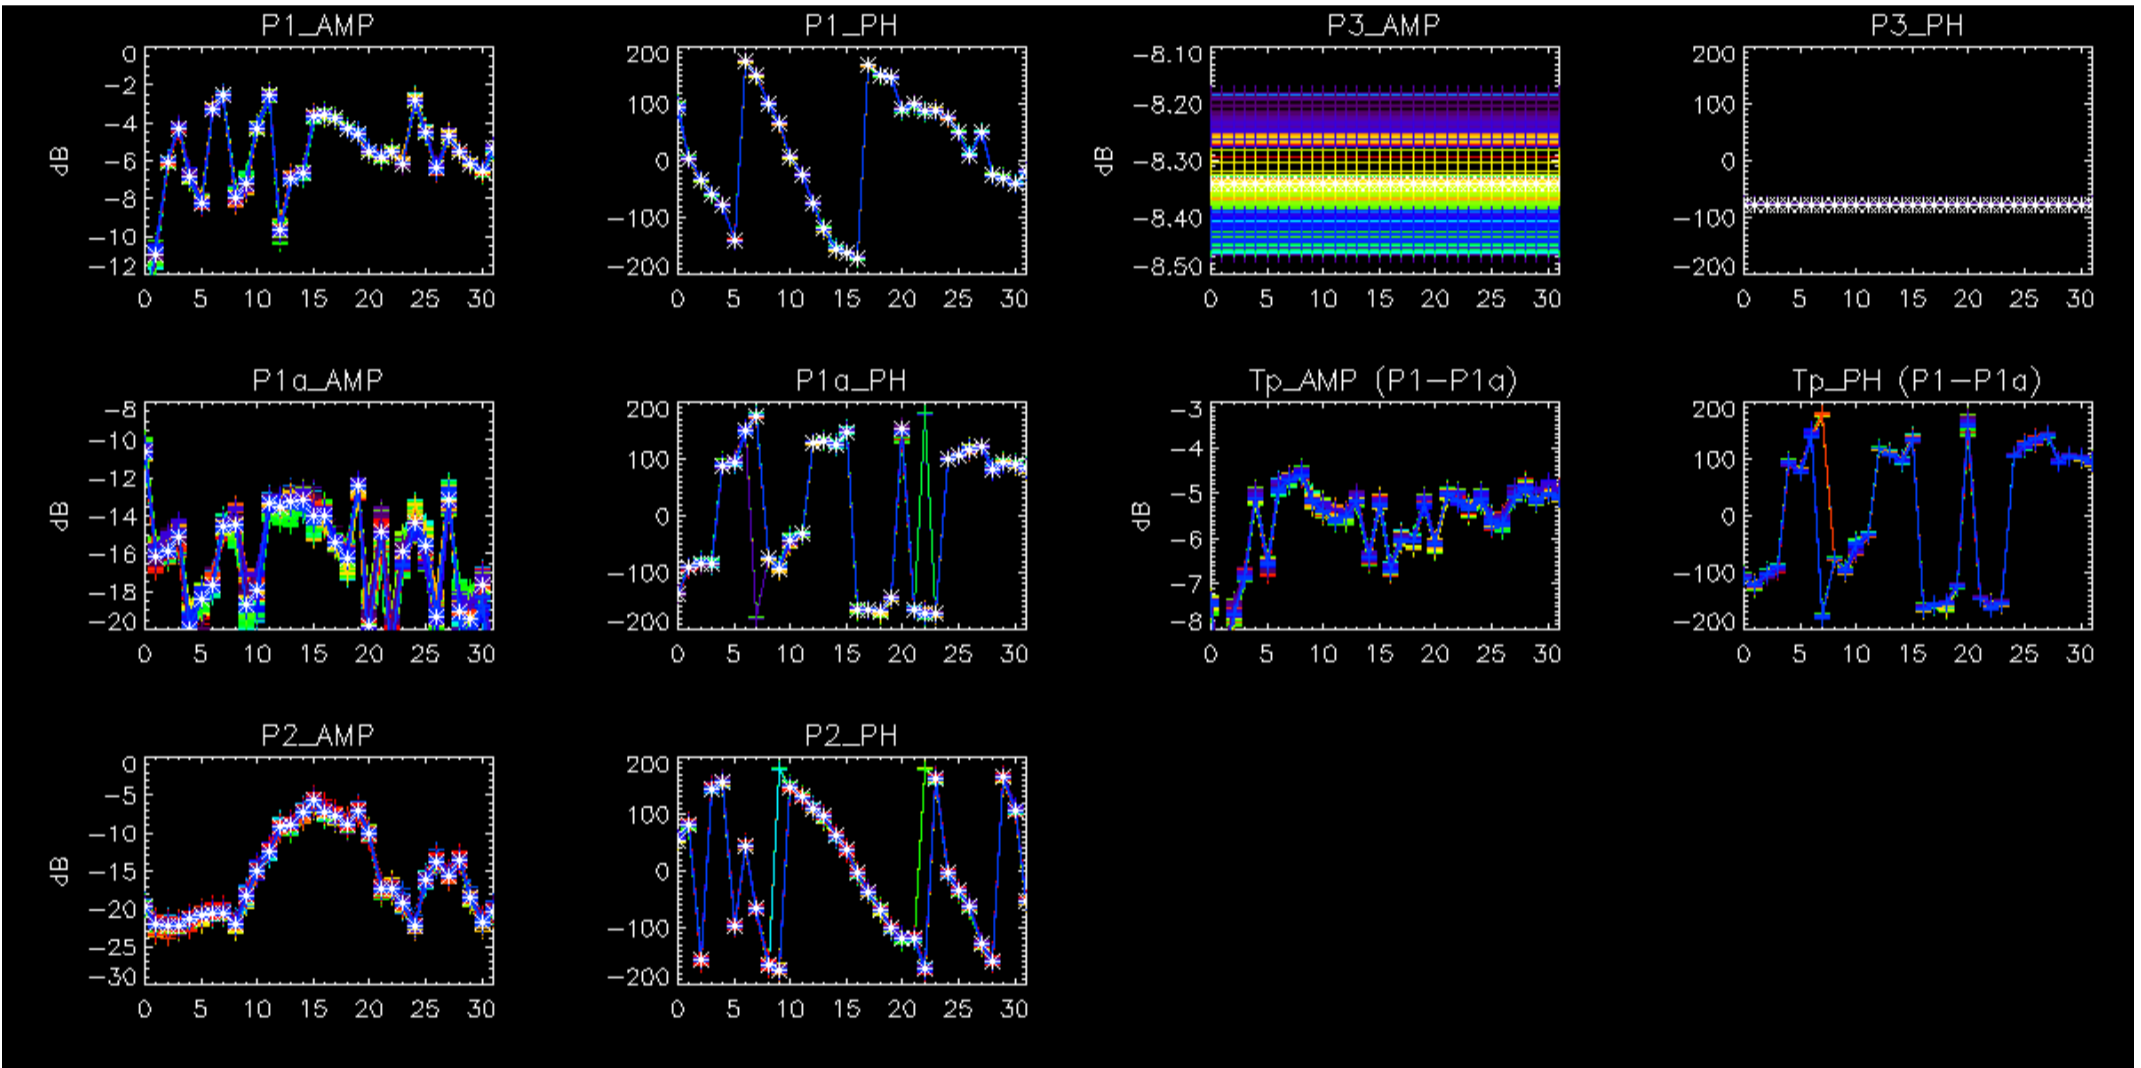 P1_AMP
0
-2
-4
-6
-8
-10
-12
dB
0 5 10 15 20 25 30
P1_PH
200
100
0
-100
-200
0 5 10 15 20 25 30
P3_AMP
-8.10
-8.20
-8.30
-8.40
-8.50
dB
0 5 10 15 20 25 30
P3_PH
200
100
0
-100
-200
0 5 10 15 20 25 30
P1a_AMP
-8
-10
-12
-14
-16
-18
-20
dB
0 5 10 15 20 25 30
P1a_PH
200
100
0
-100
-200
0 5 10 15 20 25 30
Tp_AMP (P1-P1a)
-3
-4
-5
-6
-7
-8
dB
0 5 10 15 20 25 30
Tp_PH (P1-P1a)
200
100
0
-100
-200
0 5 10 15 20 25 30
P2_AMP
0
-5
-10
-15
-20
-25
-30
dB
0 5 10 15 20 25 30
P2_PH
200
100
0
-100
-200
0 5 10 15 20 25 30